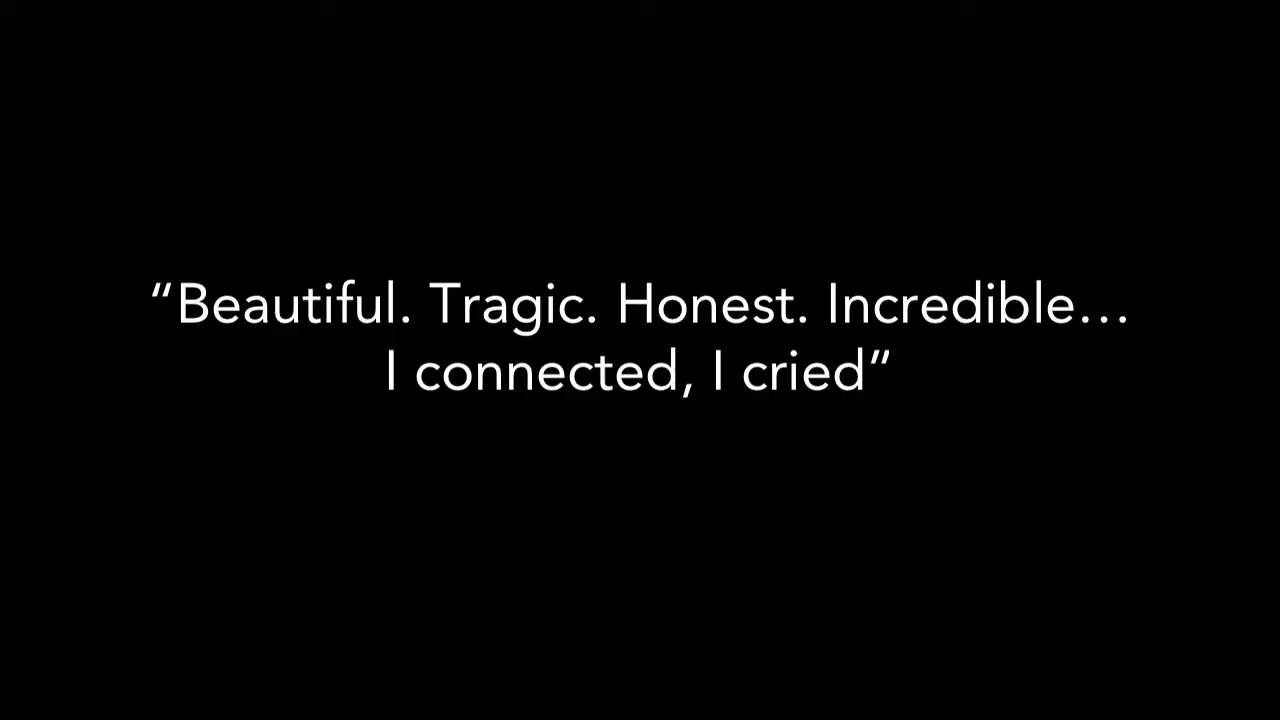 “Beautiful. Tragic. Honest. Incredible…
I connected, I cried”